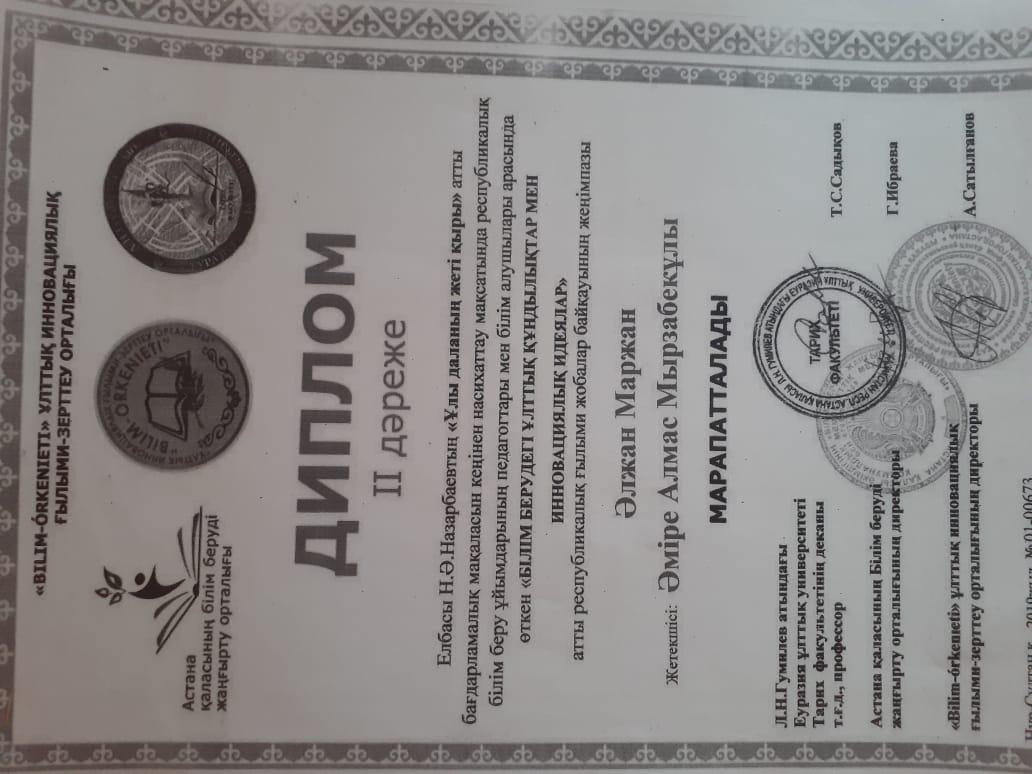 «BILIM-ÓRKENIETI» ҰЛТТЫҚ ИННОВАЦИЯЛЫҚ
ҒЫЛЫМИ-ЗЕРТТЕУ ОРТАЛЫҒЫ
Астана
қаласының білім беруді
жаңғырту орталығы
"BILIM ÓRKENIETI"
ДИПЛОМ
II дәреже
Елбасы Н.Ә.Назарбаевтың «Ұлы даланың жеті қыры» атты
бағдарламалық мақаласын кеңінен насихаттау мақсатында республикалық
білім беру ұйымдарының педагогтары мен білім алушылары арасында
өткен «БІЛІМ БЕРУДЕГІ ҰЛТТЫҚ ҚҰНДЫЛЫҚТАР МЕН
ИННОВАЦИЯЛЫҚ ИДЕЯЛАР»
атты республикалық ғылыми жобалар байқауының жеңімпазы
Әлжан Маржан
Жетекшісі: Әміре Алмас Мырзабекұлы
МАРАПАТТАЛАДЫ
Л.Н.Гумилев атындағы
Еуразия ұлттық университеті
Тарих факультетінің деканы
т.ғ.д., профессор
Т.С.Садықов
ТАРИХ
ФАКУЛЬТЕТІ
Астана қаласының Білім беруді
жаңғырту орталығының директоры
Г.Ибраева
«Bilim-órkenieti» ұлттық инновациялық
ғылыми-зерттеу орталығының директоры
А.Сатылғанов